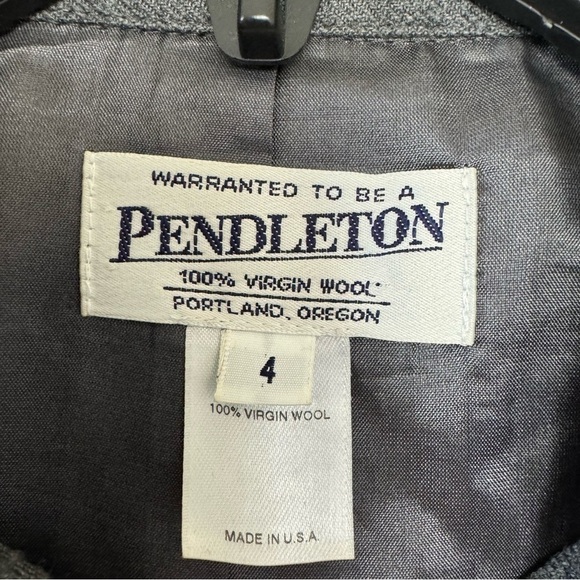 WARRANTED TO BE A
PENDLETON
100% VIRGIN WOOL
PORTLAND, OREGON
4
100% VIRGIN WOOL
MADE IN U.S.A.